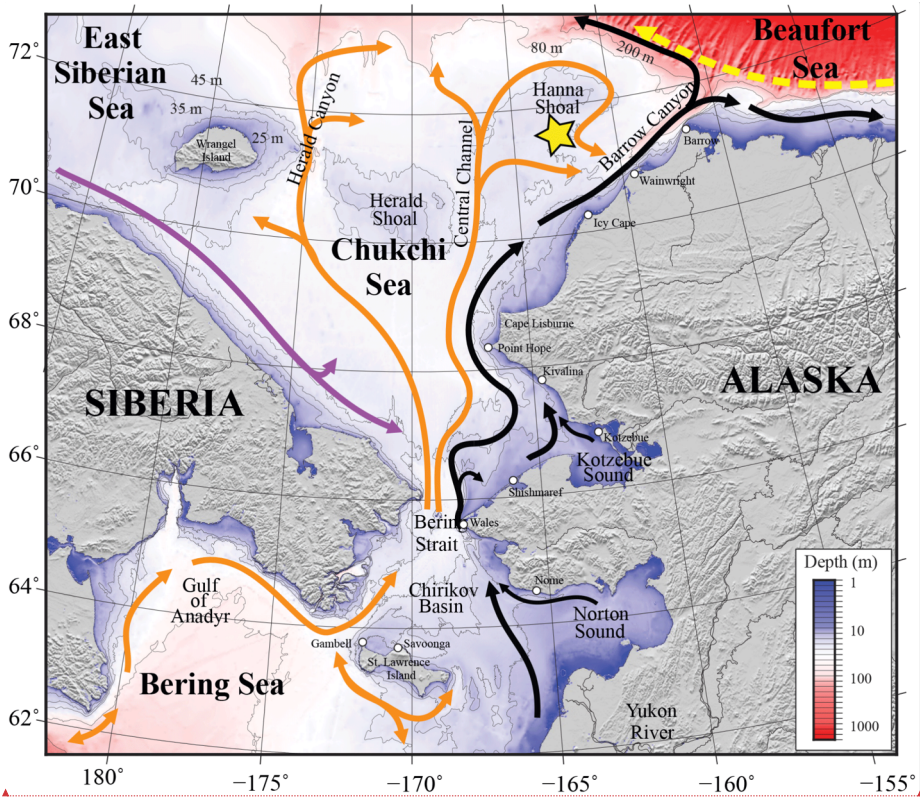 72°
70°
68°
66°
64°
62°
East
Siberian
Sea
45 m
35 m
25 m
Wrangel
Island
Herald Canyon
Herald
Shoal
Chukchi
Sea
Central Channel
80 m
Hanna
Shoal
200 m
Beaufort
Sea
Barrow Canyon
Barrow
Wainwright
Icy Cape
Cape Lisburne
Point Hope
Kivalina
SIBERIA
ALASKA
Kotzebue
Kotzebue
Sound
Shishmaref
Bering
Strait
Wales
Chirikov
Basin
Nome
Norton
Sound
Gulf
of
Anadyr
Gambell
Savoonga
St. Lawrence
Island
Bering Sea
Yukon
River
Depth (m)
1
10
100
1000
180°
−175°
−170°
−165°
−160°
−155°